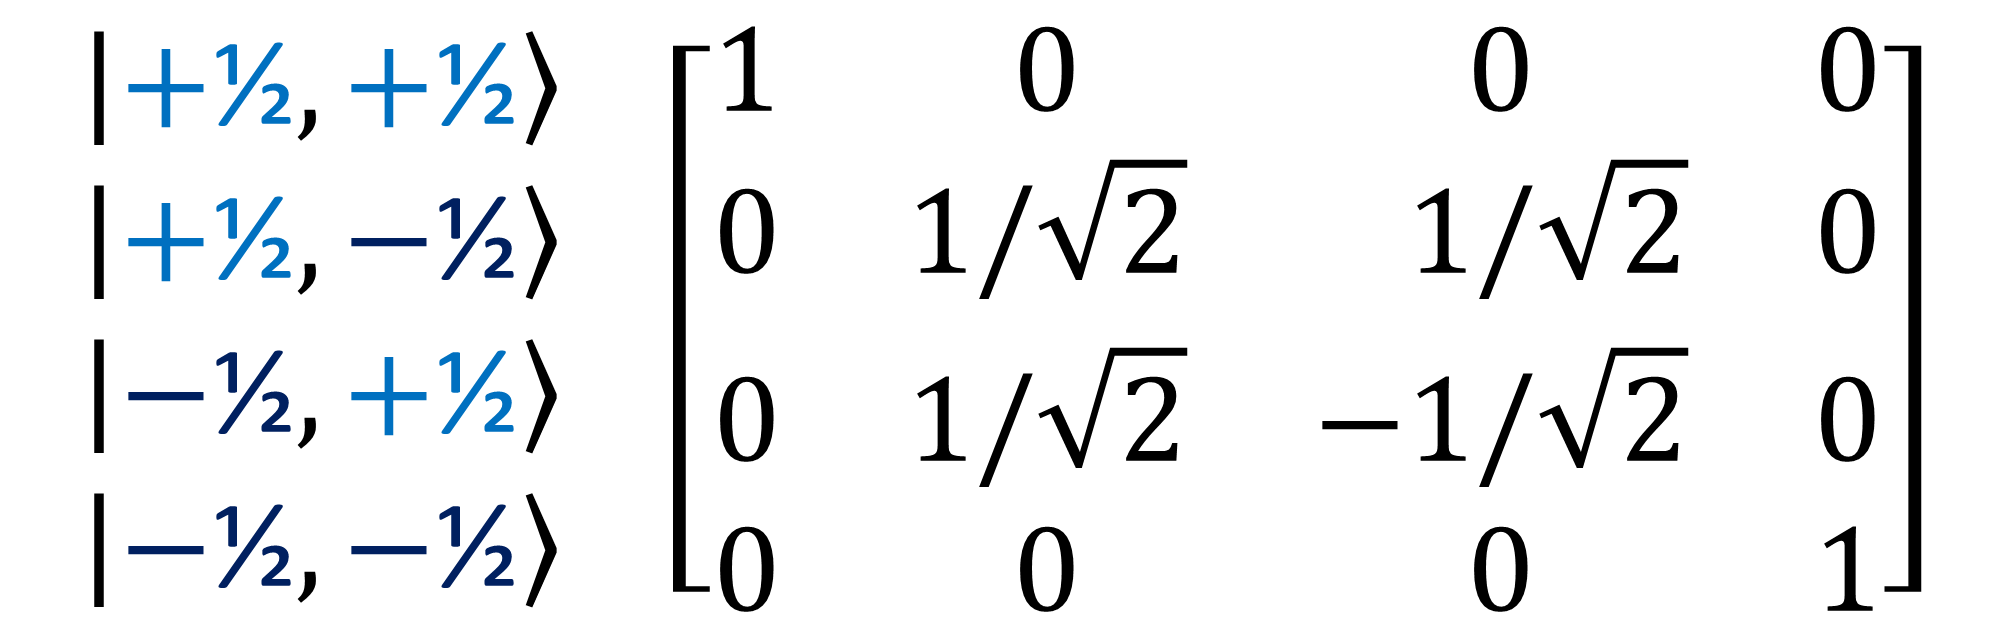 |+½, +½⟩ [1 0 0 0]
|+½, −½⟩ [0 1/√2 1/√2 0]
|−½, +½⟩ [0 1/√2 −1/√2 0]
|−½, −½⟩ [0 0 0 1]